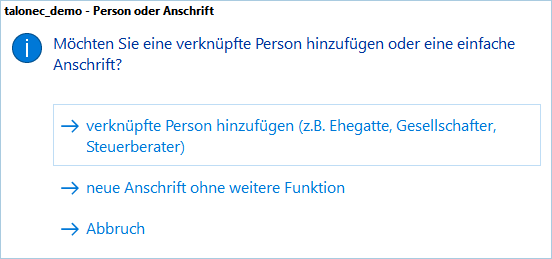 talonec_demo - Person oder Anschrift
Möchten Sie eine verknüpfte Person hinzufügen oder eine einfache
Anschrift?
verknüpfte Person hinzufügen (z.B. Ehegatte, Gesellschafter,
Steuerberater)
neue Anschrift ohne weitere Funktion
Abbruch